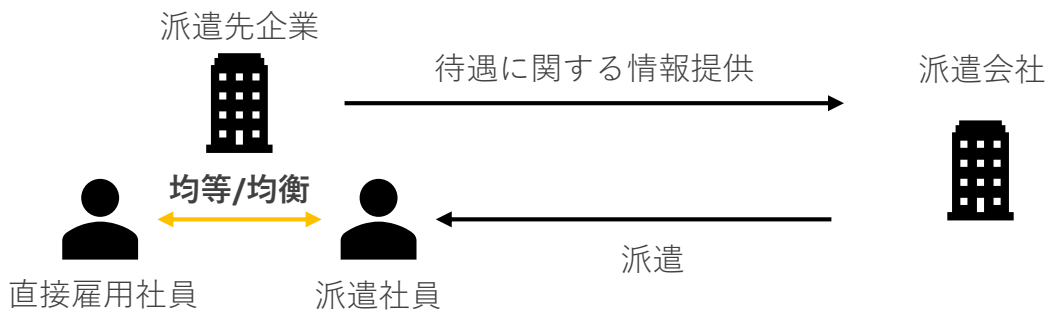 派遣先企業
待遇に関する情報提供
派遣会社
均等/均衡
派遣
直接雇用社員
派遣社員